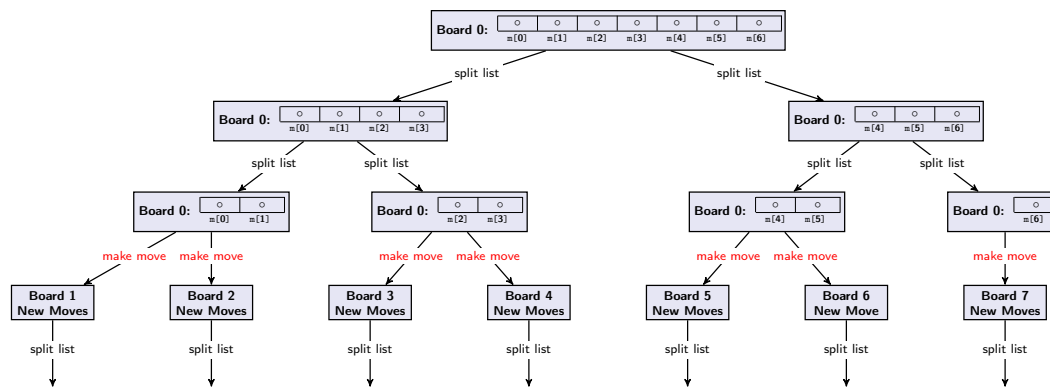 Board 0:
m[0] m[1] m[2] m[3] m[4] m[5] m[6]
split list split list
Board 0: Board 0:
m[0] m[1] m[2] m[3] m[4] m[5] m[6]
split list split list split list split list
Board 0: Board 0: Board 0: Board 0:
m[0] m[1] m[2] m[3] m[4] m[5] m[6]
make move make move make move make move make move make move make move
Board 1 Board 2 Board 3 Board 4 Board 5 Board 6 Board 7
New Moves New Moves New Moves New Moves New Moves New Move New Moves
split list split list split list split list split list split list split list